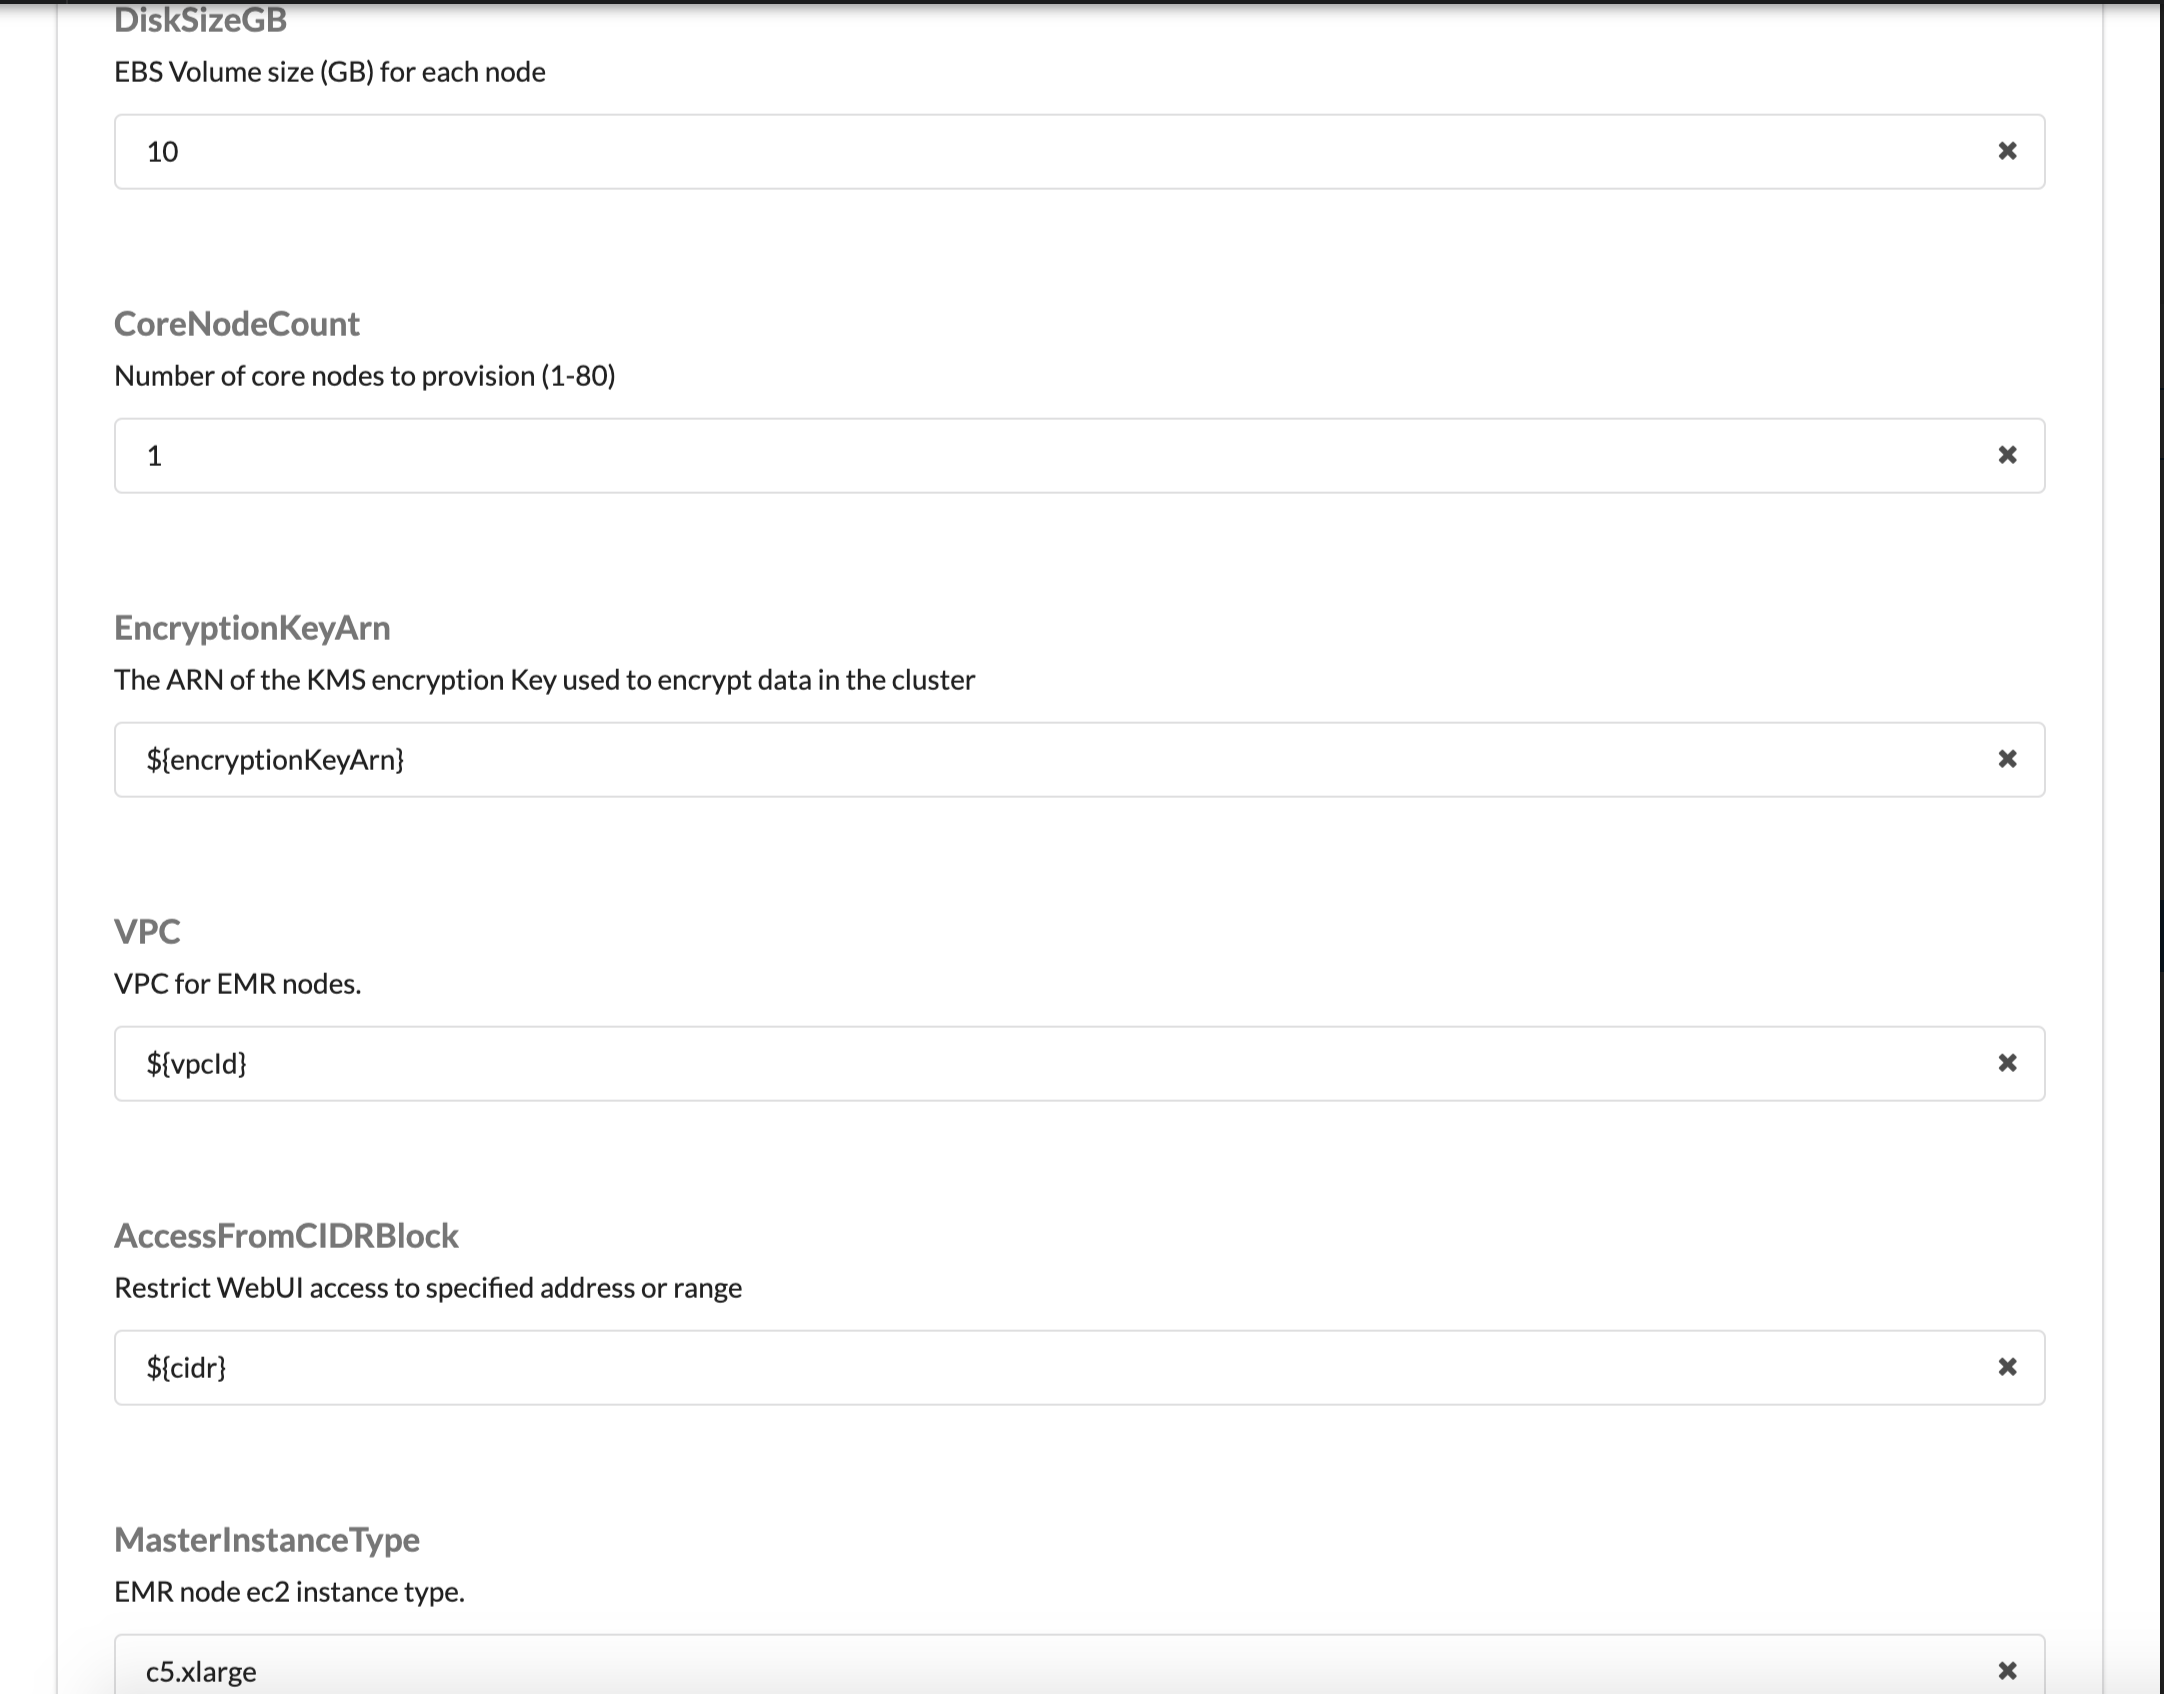 DiskSizeGB
EBS Volume size (GB) for each node
10
CoreNodeCount
Number of core nodes to provision (1-80)
1
EncryptionKeyArn
The ARN of the KMS encryption Key used to encrypt data in the cluster
${encryptionKeyArn}
VPC
VPC for EMR nodes.
${vpcId}
AccessFromCIDRBlock
Restrict WebUI access to specified address or range
${cidr}
MasterInstanceType
EMR node ec2 instance type.
c5.xlarge